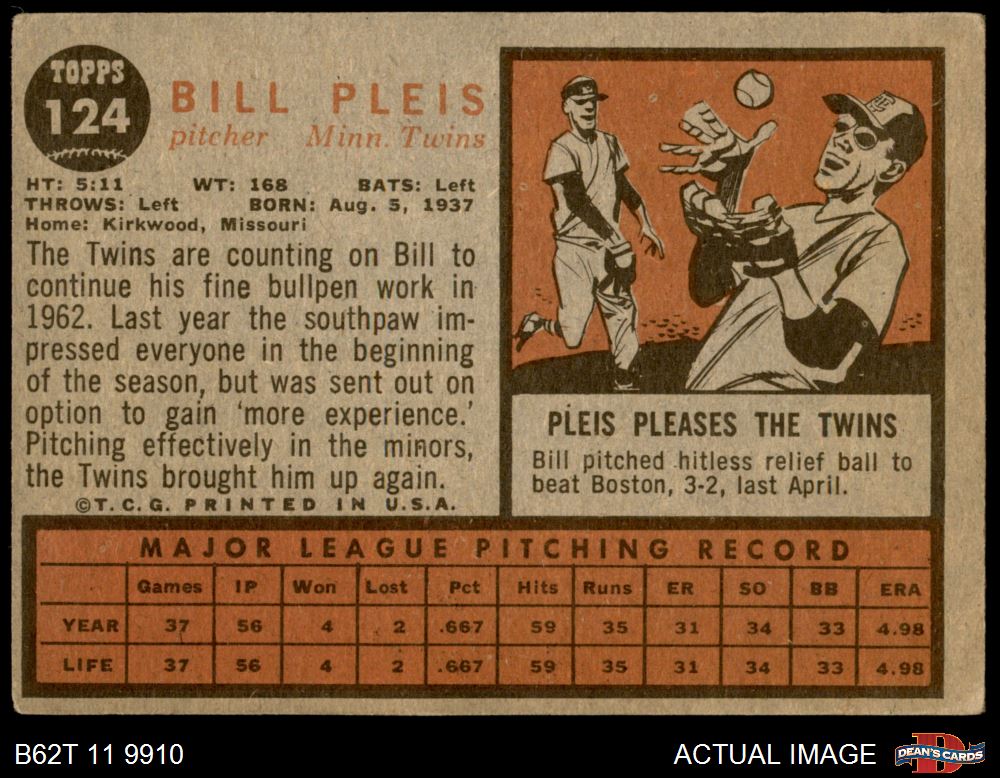 TOPPS
124
BILL PLEIS
pitcher Minn. Twins
HT: 5:11 WT: 168 BATS: Left
THROWS: Left BORN: Aug. 5, 1937
Home: Kirkwood, Missouri
The Twins are counting on Bill to
continue his fine bullpen work in
1962. Last year the southpaw im-
pressed everyone in the beginning
of the season, but was sent out on
option to gain 'more experience.'
Pitching effectively in the minors,
the Twins brought him up again.
©T.C.G. PRINTED IN U.S.A.
PLEIS PLEASES THE TWINS
Bill pitched hitless relief ball to
beat Boston, 3-2, last April.
MAJOR LEAGUE PITCHING RECORD
Games IP Won Lost Pct Hits Runs ER SO BB ERA
YEAR 37 56 4 2 .667 59 35 31 34 33 4.98
LIFE 37 56 4 2 .667 59 35 31 34 33 4.98
B62T 11 9910
ACTUAL IMAGE
DEAN'S CARDS